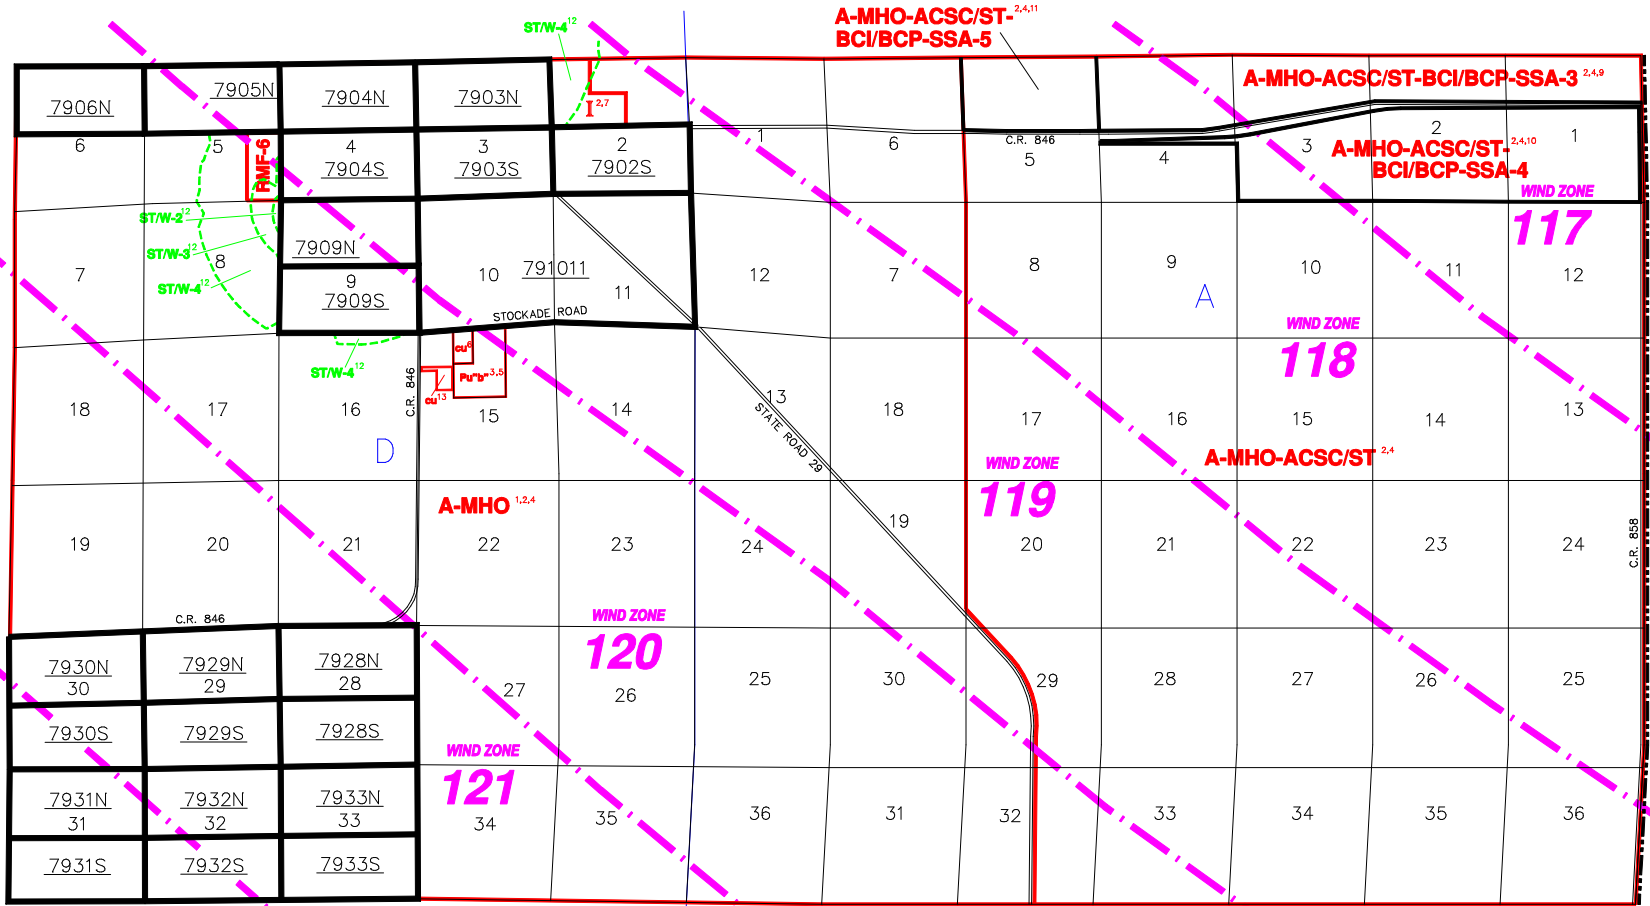 A-MHO-ACSC/ST- 2,4,11
BCI/BCP-SSA-5
ST/W-4 12
A-MHO-ACSC/ST-BCI/BCP-SSA-3 2,4,9
7906N
7905N
7904N
7903N
I 2,7
6
5
RMF-6
4
7904S
3
7903S
2
7902S
1
6
C.R. 846
5
4
3
2
1
A-MHO-ACSC/ST- 2,4,10
BCI/BCP-SSA-4
WIND ZONE
117
ST/W-2 12
ST/W-3 12
ST/W-4 12
7
8
7909N
9
7909S
10
791011
11
12
7
8
9
10
11
12
A
STOCKADE ROAD
WIND ZONE
118
ST/W-4 12
cu 6
Pu"b" 3,5
cu 13
C.R. 846
18
17
16
15
14
13
18
17
16
15
14
13
STATE ROAD 29
D
A-MHO-ACSC/ST 2,4
WIND ZONE
119
A-MHO 1,2,4
19
20
21
22
23
24
19
20
21
22
23
24
C.R. 858
C.R. 846
WIND ZONE
120
7930N
30
7929N
29
7928N
28
27
26
25
30
29
28
27
26
25
7930S
7929S
7928S
WIND ZONE
121
7931N
31
7932N
32
7933N
33
34
35
36
31
32
33
34
35
36
7931S
7932S
7933S